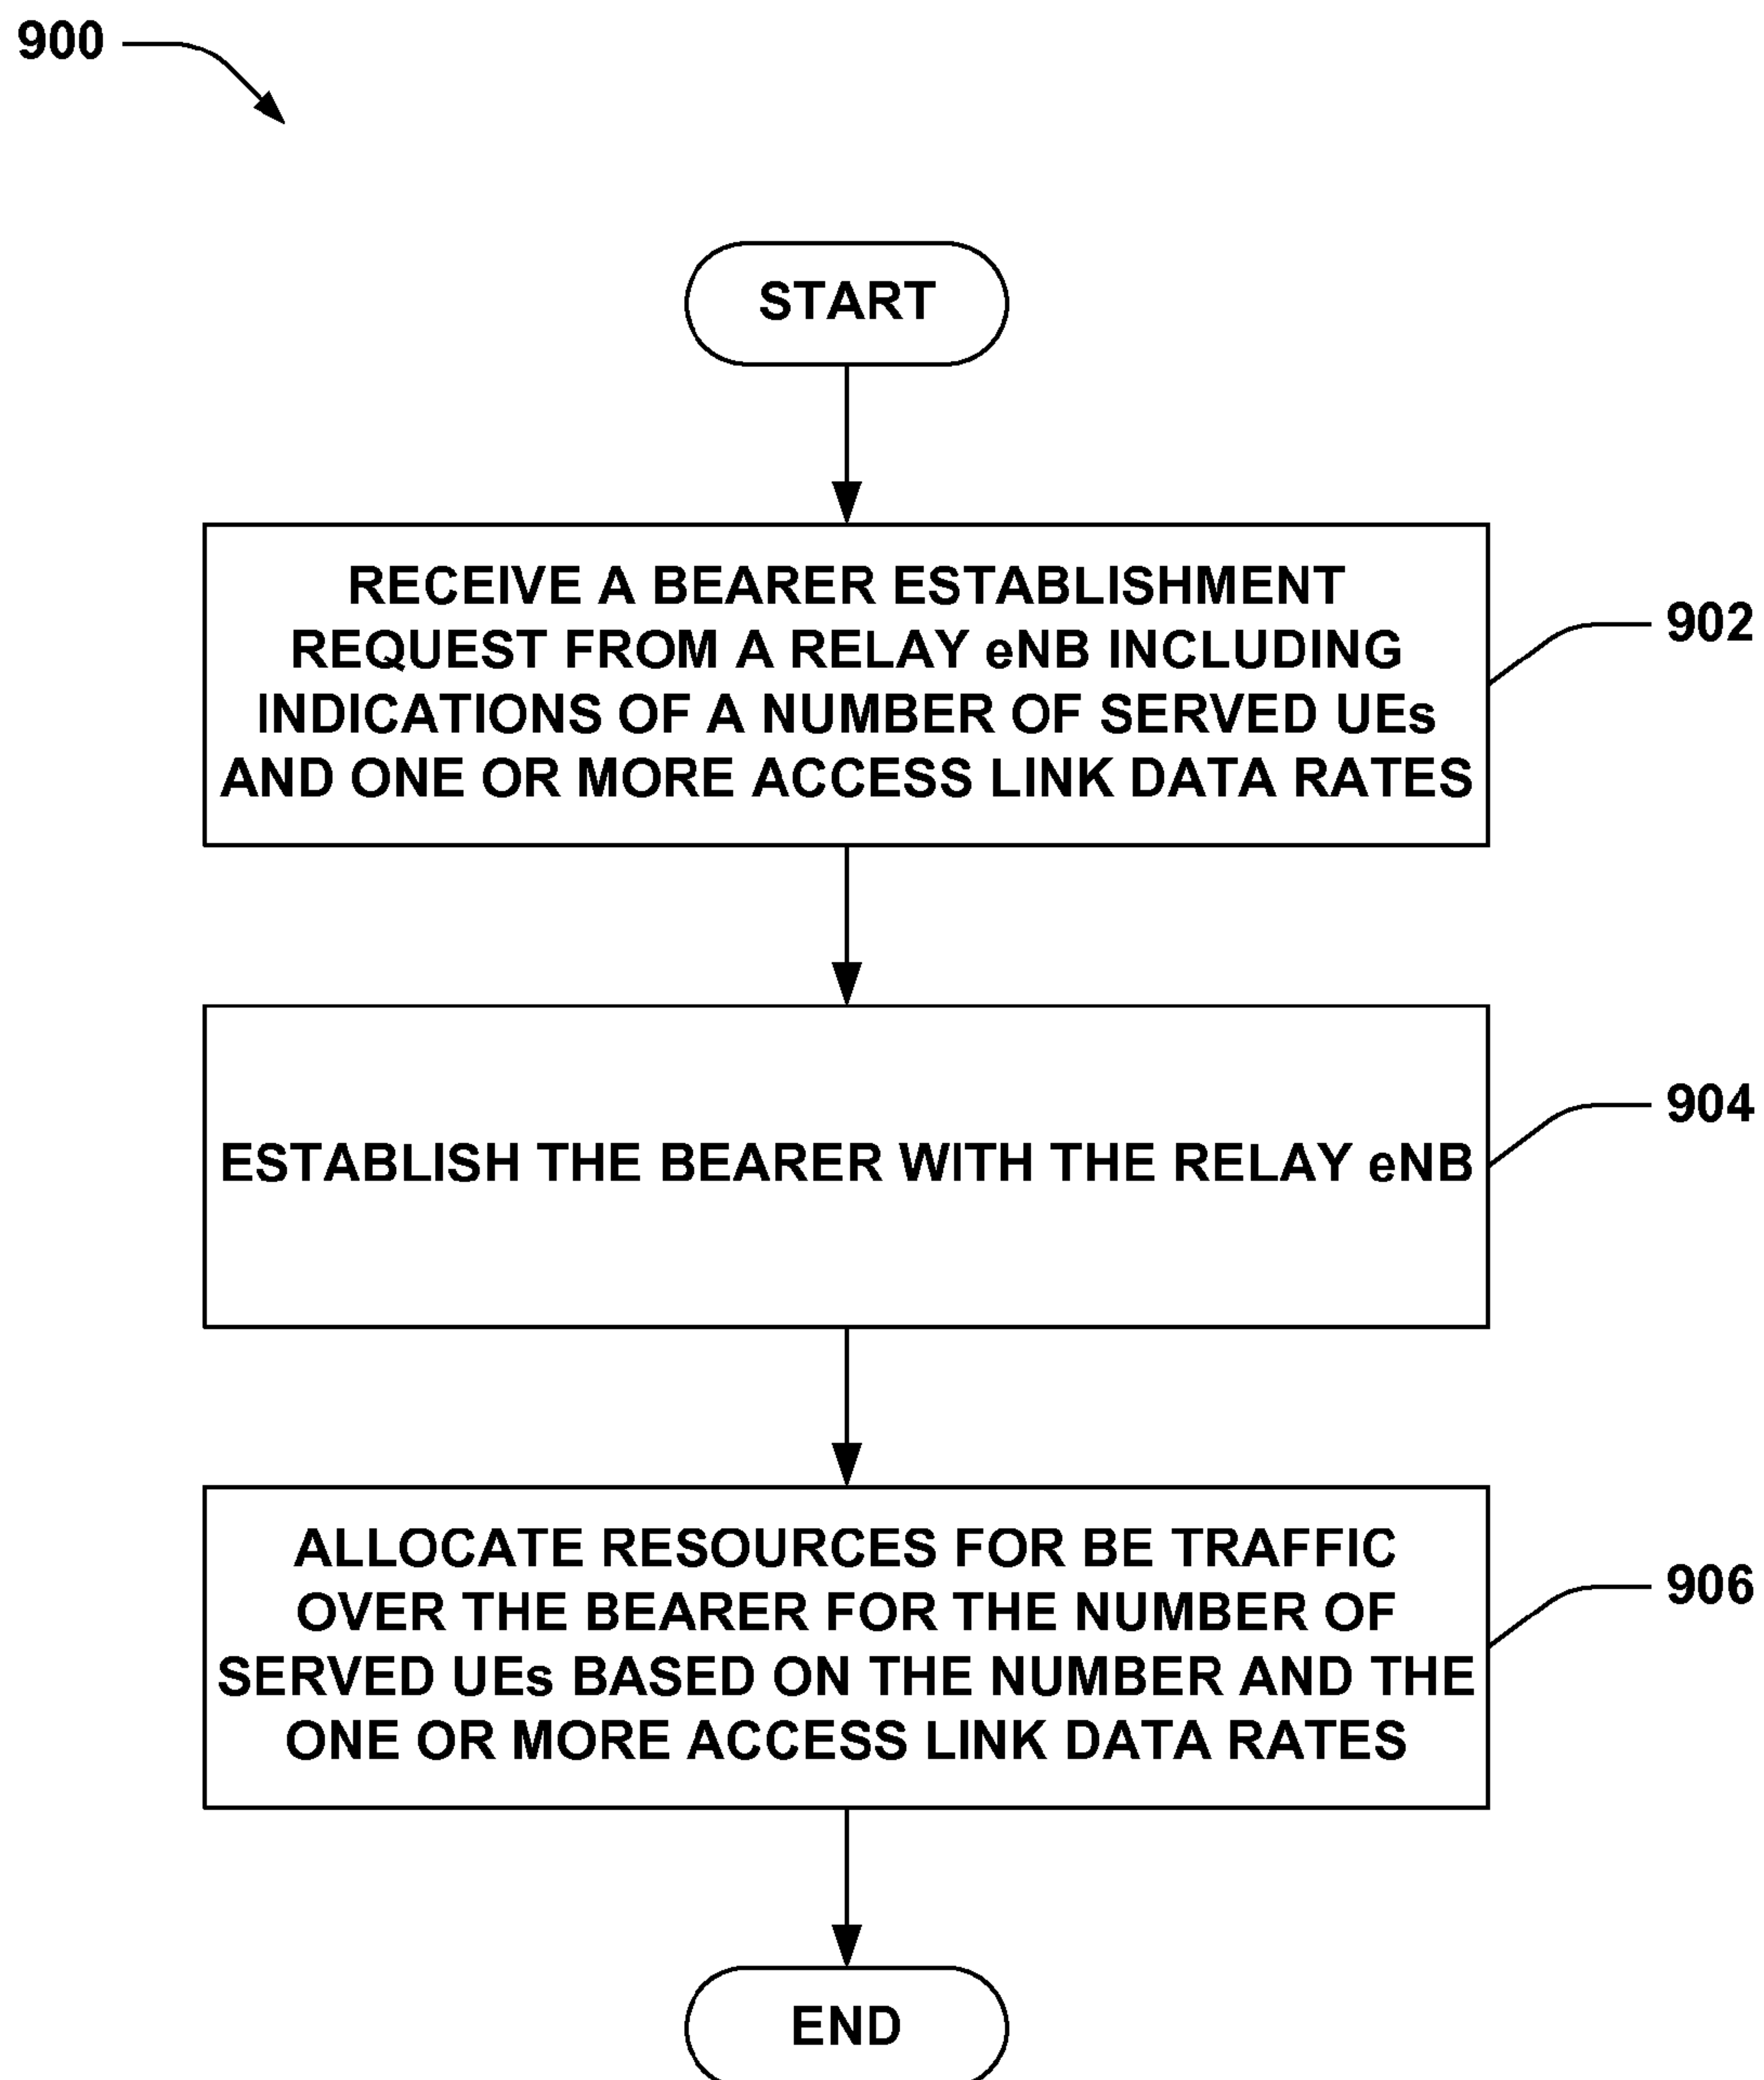 900
START
RECEIVE A BEARER ESTABLISHMENT
REQUEST FROM A RELAY eNB INCLUDING
INDICATIONS OF A NUMBER OF SERVED UEs
AND ONE OR MORE ACCESS LINK DATA RATES
902
ESTABLISH THE BEARER WITH THE RELAY eNB
904
ALLOCATE RESOURCES FOR BE TRAFFIC
OVER THE BEARER FOR THE NUMBER OF
SERVED UEs BASED ON THE NUMBER AND THE
ONE OR MORE ACCESS LINK DATA RATES
906
END